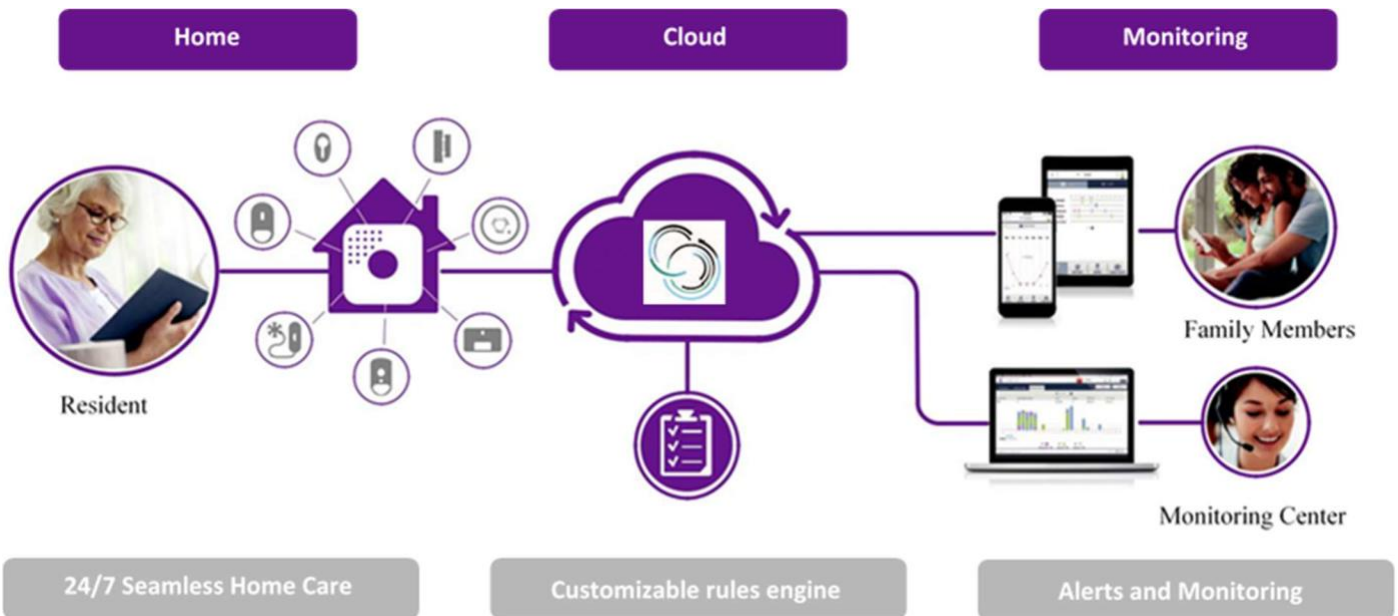 Home
Cloud
Monitoring
Family Members
Resident
Monitoring Center
24/7 Seamless Home Care
Customizable rules engine
Alerts and Monitoring